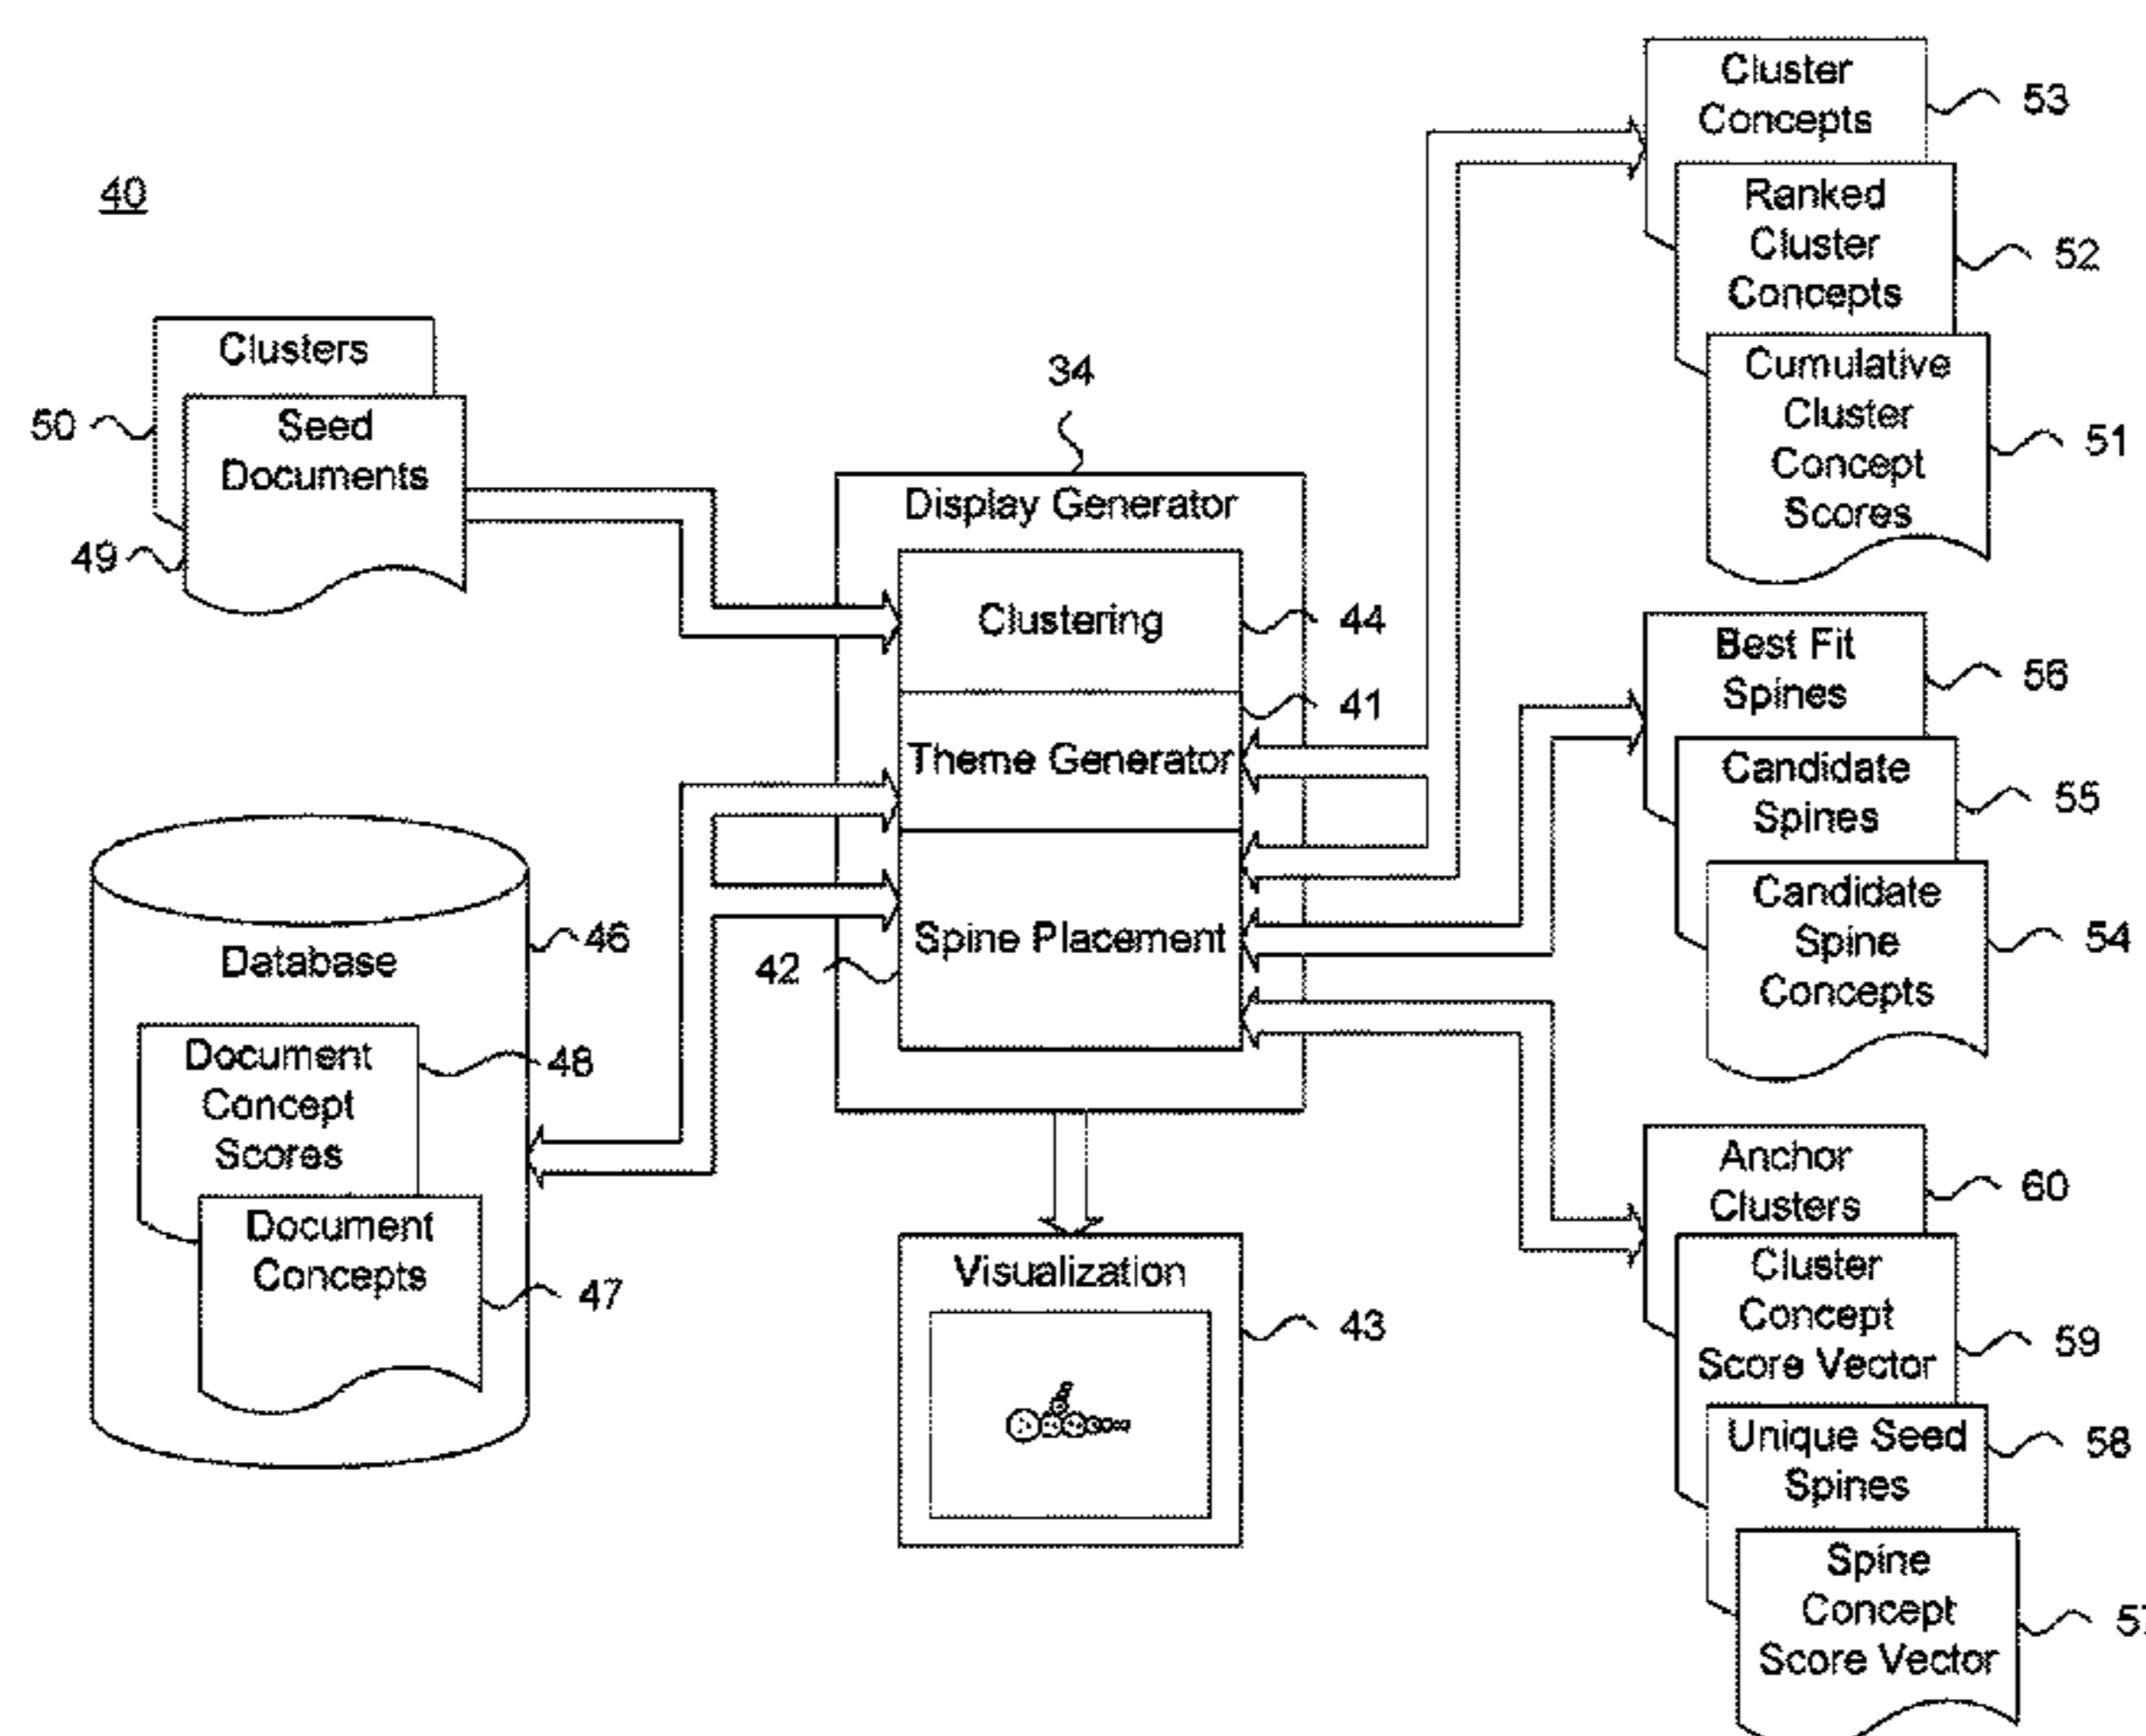 40
Clusters
50
Seed
Documents
49
34
Display Generator
Clustering
44
41
Theme Generator
Spine Placement
42
Database
46
Document
Concept
Scores
48
Document
Concepts
47
Visualization
43
Cluster
Concepts
53
Ranked
Cluster
Concepts
52
Cumulative
Cluster
Concept
Scores
51
Best Fit
Spines
56
Candidate
Spines
55
Candidate
Spine
Concepts
54
Anchor
Clusters
60
Cluster
Concept
Score Vector
59
Unique Seed
Spines
58
Spine
Concept
Score Vector
57